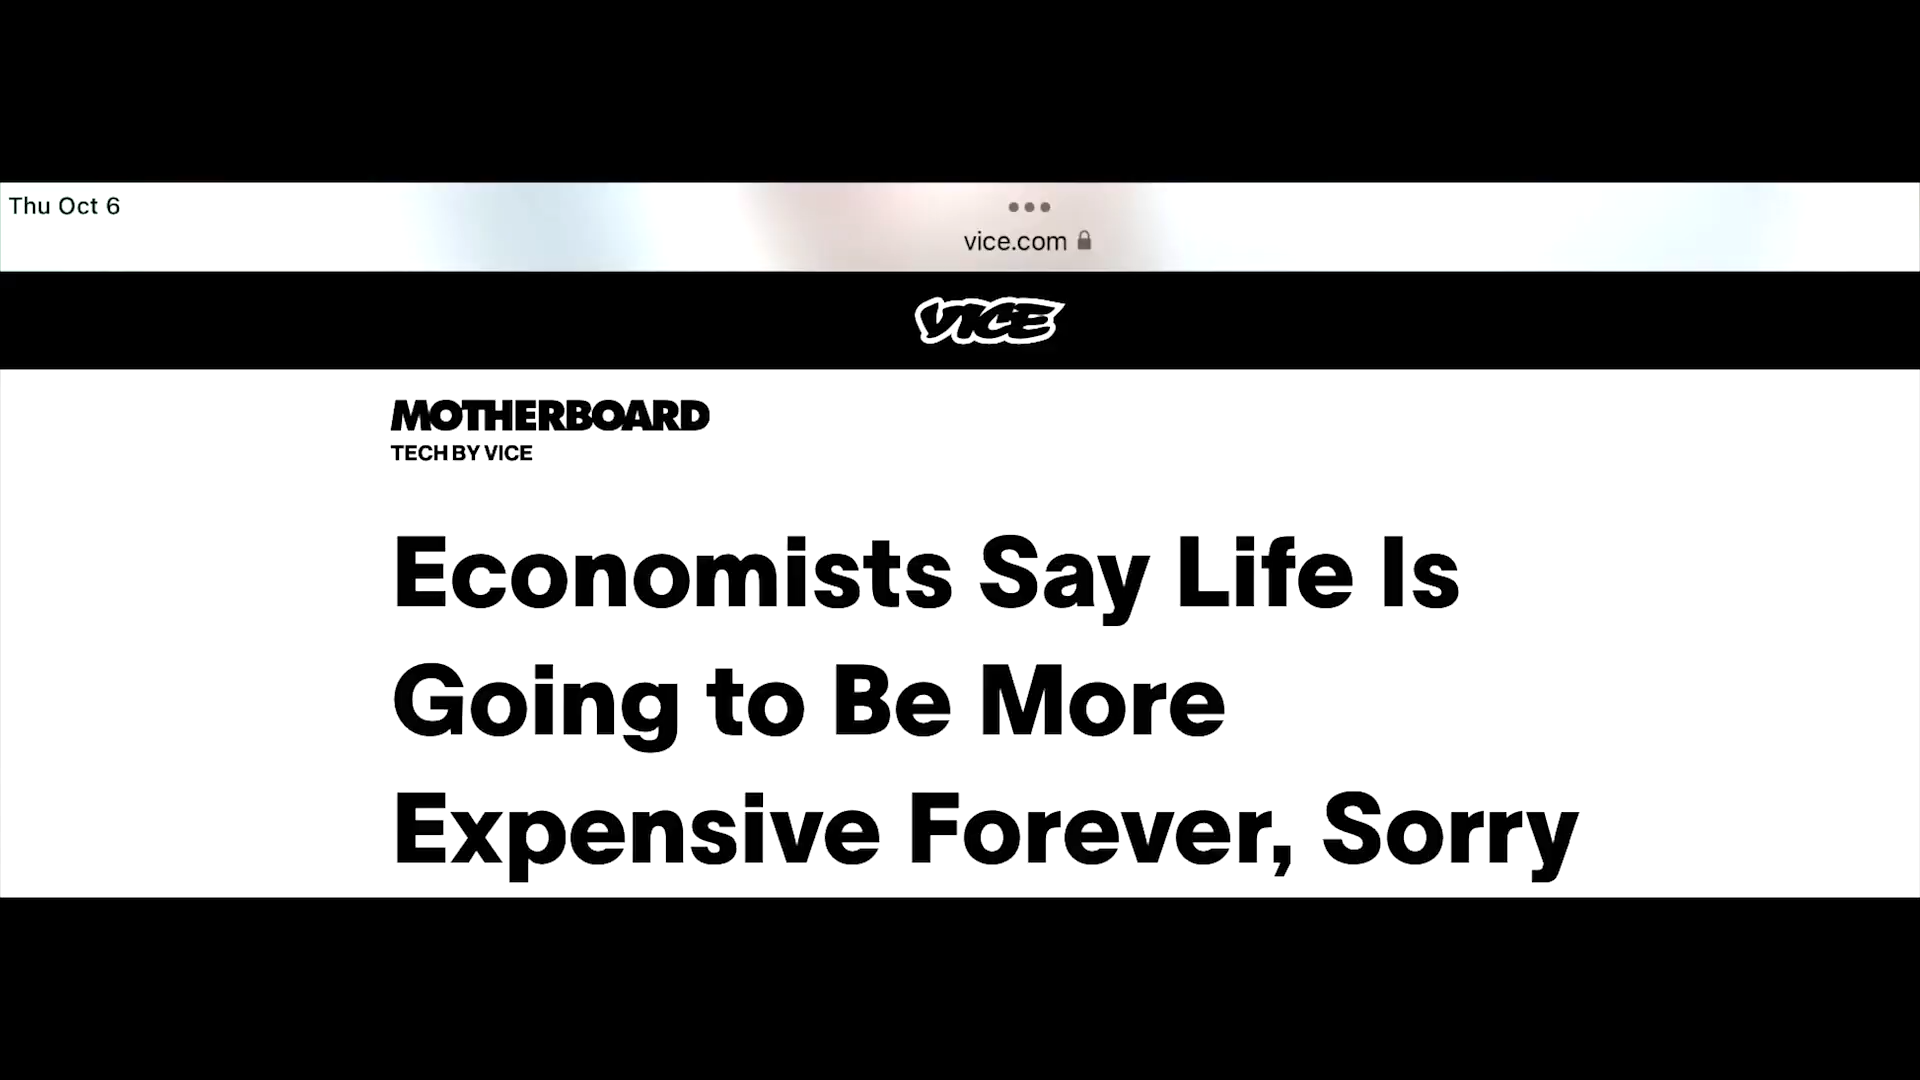 Thu Oct 6
vice.com
VICE
MOTHERBOARD
TECH BY VICE
Economists Say Life Is
Going to Be More
Expensive Forever, Sorry